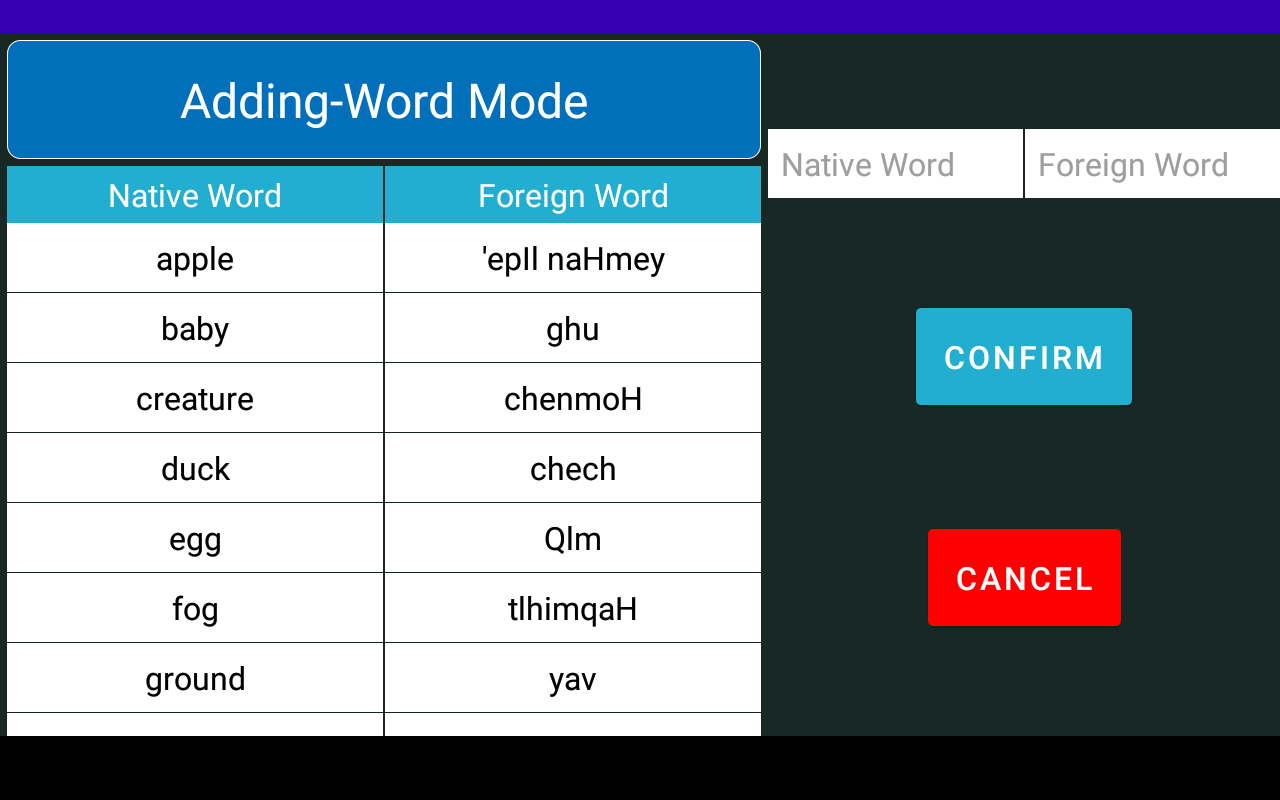 Adding-Word Mode
Native Word Foreign Word
apple 'epIl naHmey
baby ghu
creature chenmoH
duck chech
egg QIm
fog tlhimqaH
ground yav
Native Word Foreign Word
CONFIRM
CANCEL